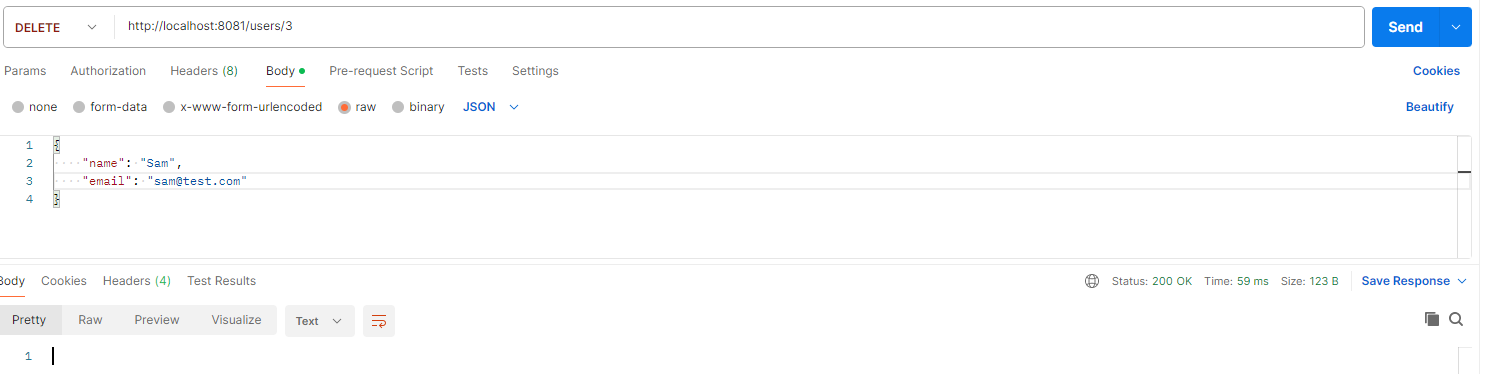 DELETE http://localhost:8081/users/3 Send
Params Authorization Headers (8) Body Pre-request Script Tests Settings Cookies
none form-data x-www-form-urlencoded raw binary JSON Beautify
1 {
2 "name": "Sam",
3 "email": "sam@test.com"
4 }
Body Cookies Headers (4) Test Results Status: 200 OK Time: 59 ms Size: 123 B Save Response
Pretty Raw Preview Visualize Text
1